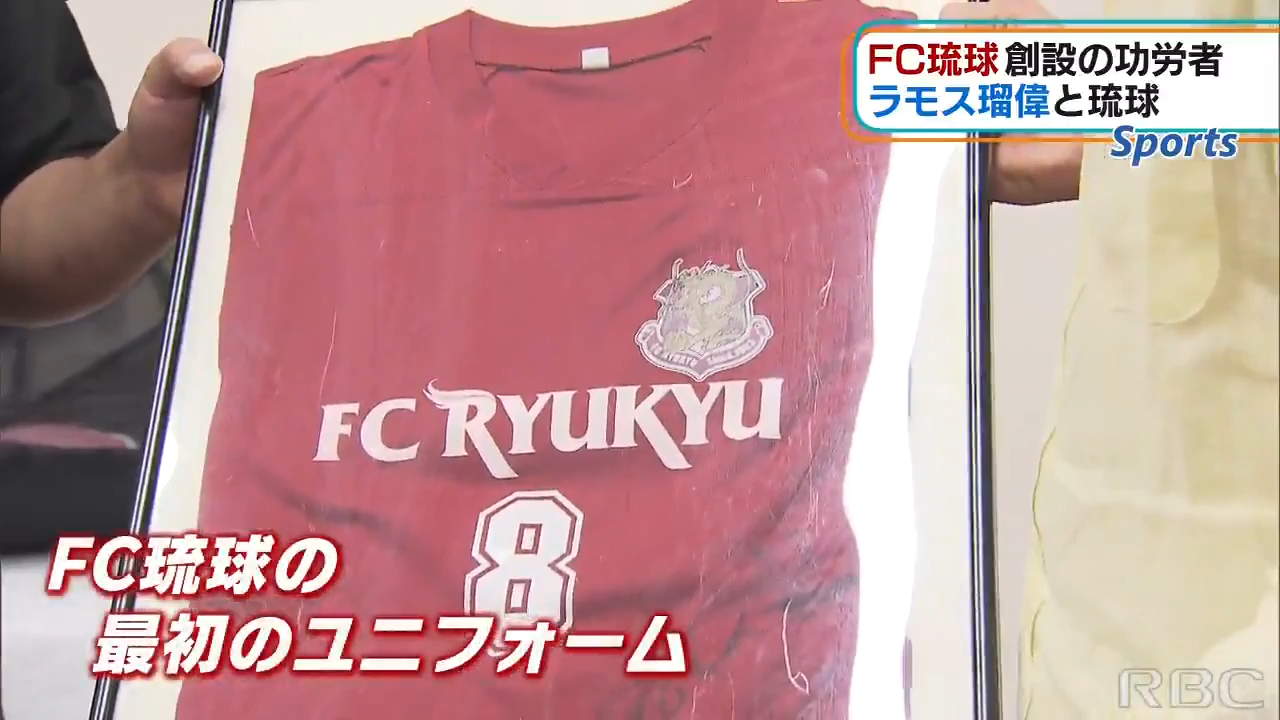 FC琉球 創設の功労者
ラモス瑠偉と琉球
Sports
FC RYUKYU
8
FC琉球の
最初のユニフォーム
RBC